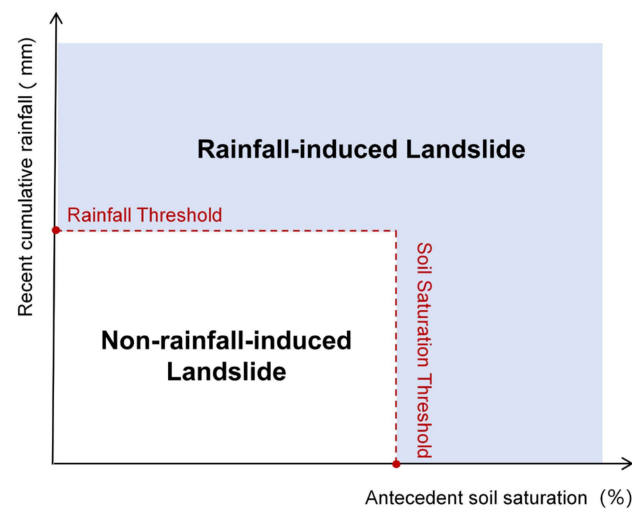 Recent cumulative rainfall（mm）
Rainfall-induced Landslide
Rainfall Threshold
Soil Saturation Threshold
Non-rainfall-induced
Landslide
Antecedent soil saturation（%）